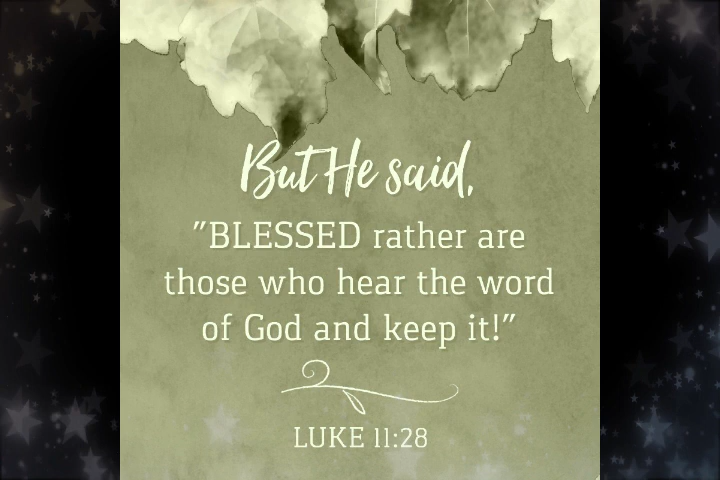 But He said,
"BLESSED rather are
those who hear the word
of God and keep it!"
LUKE 11:28